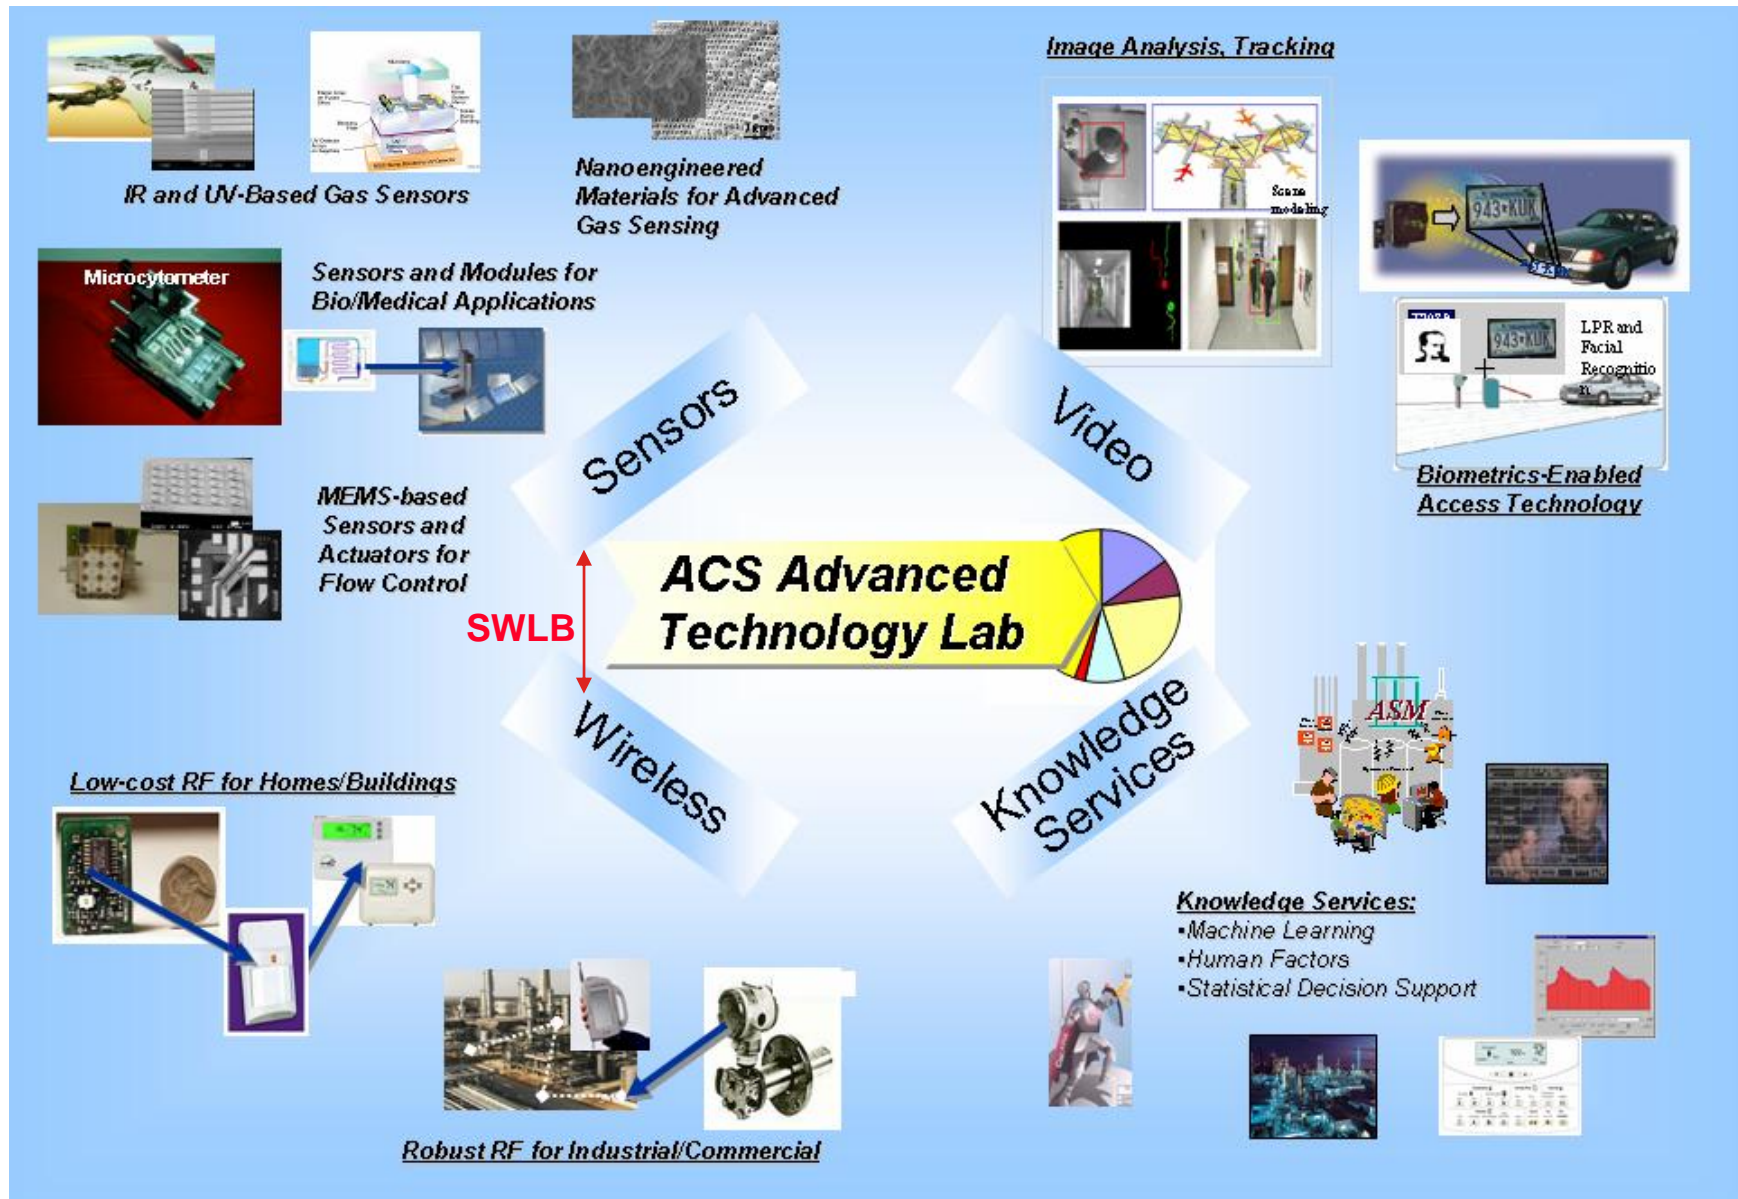 Image Analysis, Tracking
Nanoengineered
Materials for Advanced
Gas Sensing
IR and UV-Based Gas Sensors
Scene
modeling
943 KUK
Microcytometer
Sensors and Modules for
Bio/Medical Applications
943 KUK
LPR and
Facial
Recognitio
n
Biometrics-Enabled
Access Technology
MEMS-based
Sensors and
Actuators for
Flow Control
Sensors
Video
ACS Advanced
Technology Lab
SWLB
Wireless
Knowledge
Services
ASM
Low-cost RF for Homes/Buildings
Knowledge Services:
▪Machine Learning
▪Human Factors
▪Statistical Decision Support
Robust RF for Industrial/Commercial